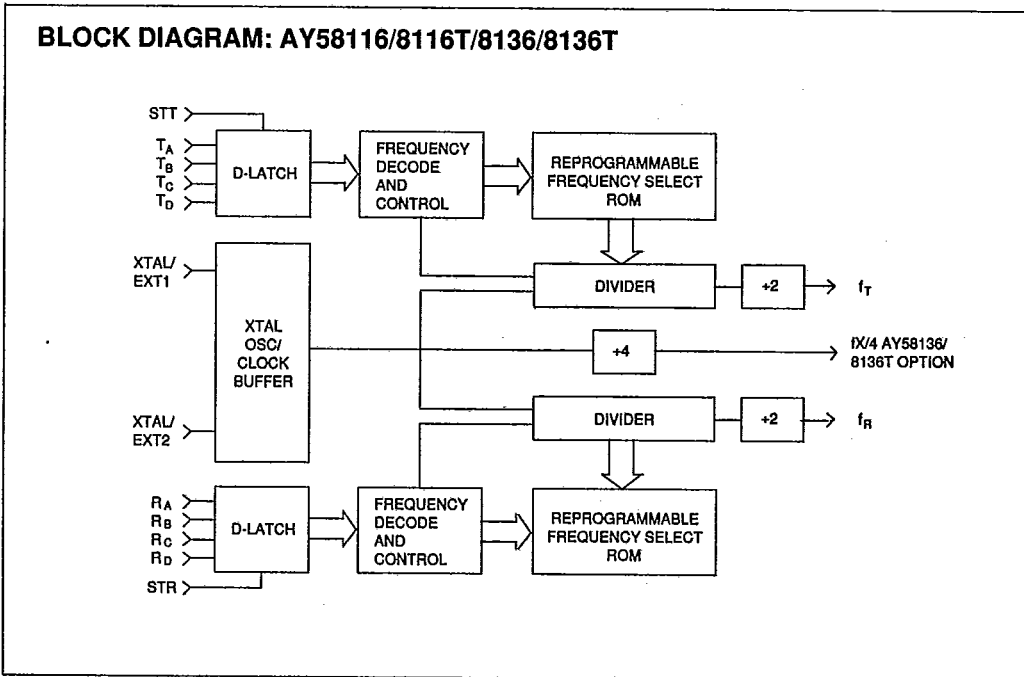 BLOCK DIAGRAM: AY58116/8116T/8136/8136T
STT
TA
TB
TC
TD
D-LATCH
FREQUENCY
DECODE
AND
CONTROL
REPROGRAMMABLE
FREQUENCY SELECT
ROM
XTAL/
EXT1
XTAL
OSC/
CLOCK
BUFFER
XTAL/
EXT2
DIVIDER
÷2
fT
÷4
fX/4 AY58136/
8136T OPTION
DIVIDER
÷2
fR
RA
RB
RC
RD
STR
D-LATCH
FREQUENCY
DECODE
AND
CONTROL
REPROGRAMMABLE
FREQUENCY SELECT
ROM